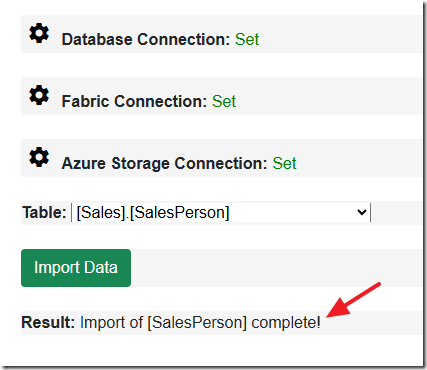 Database Connection: Set
Fabric Connection: Set
Azure Storage Connection: Set
Table: [Sales].[SalesPerson]
Import Data
Result: Import of [SalesPerson] complete!